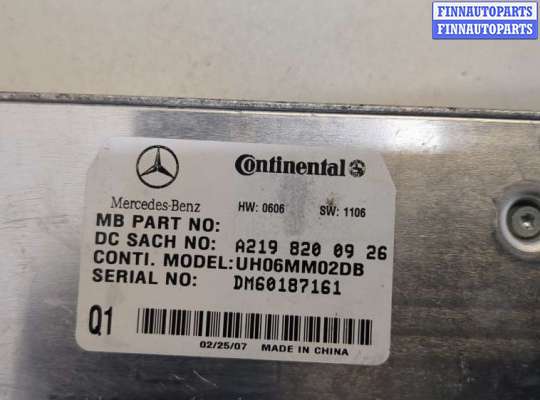 FINNAUTOPARTS
FINNAUTOPARTS
Mercedes-Benz
Continental
HW: 0606 SW: 1106
MB PART NO:
DC SACH NO: A219 820 09 26
CONTI. MODEL:UH06MM02DB
SERIAL NO: DM60187161
Q1
02/25/07 MADE IN CHINA